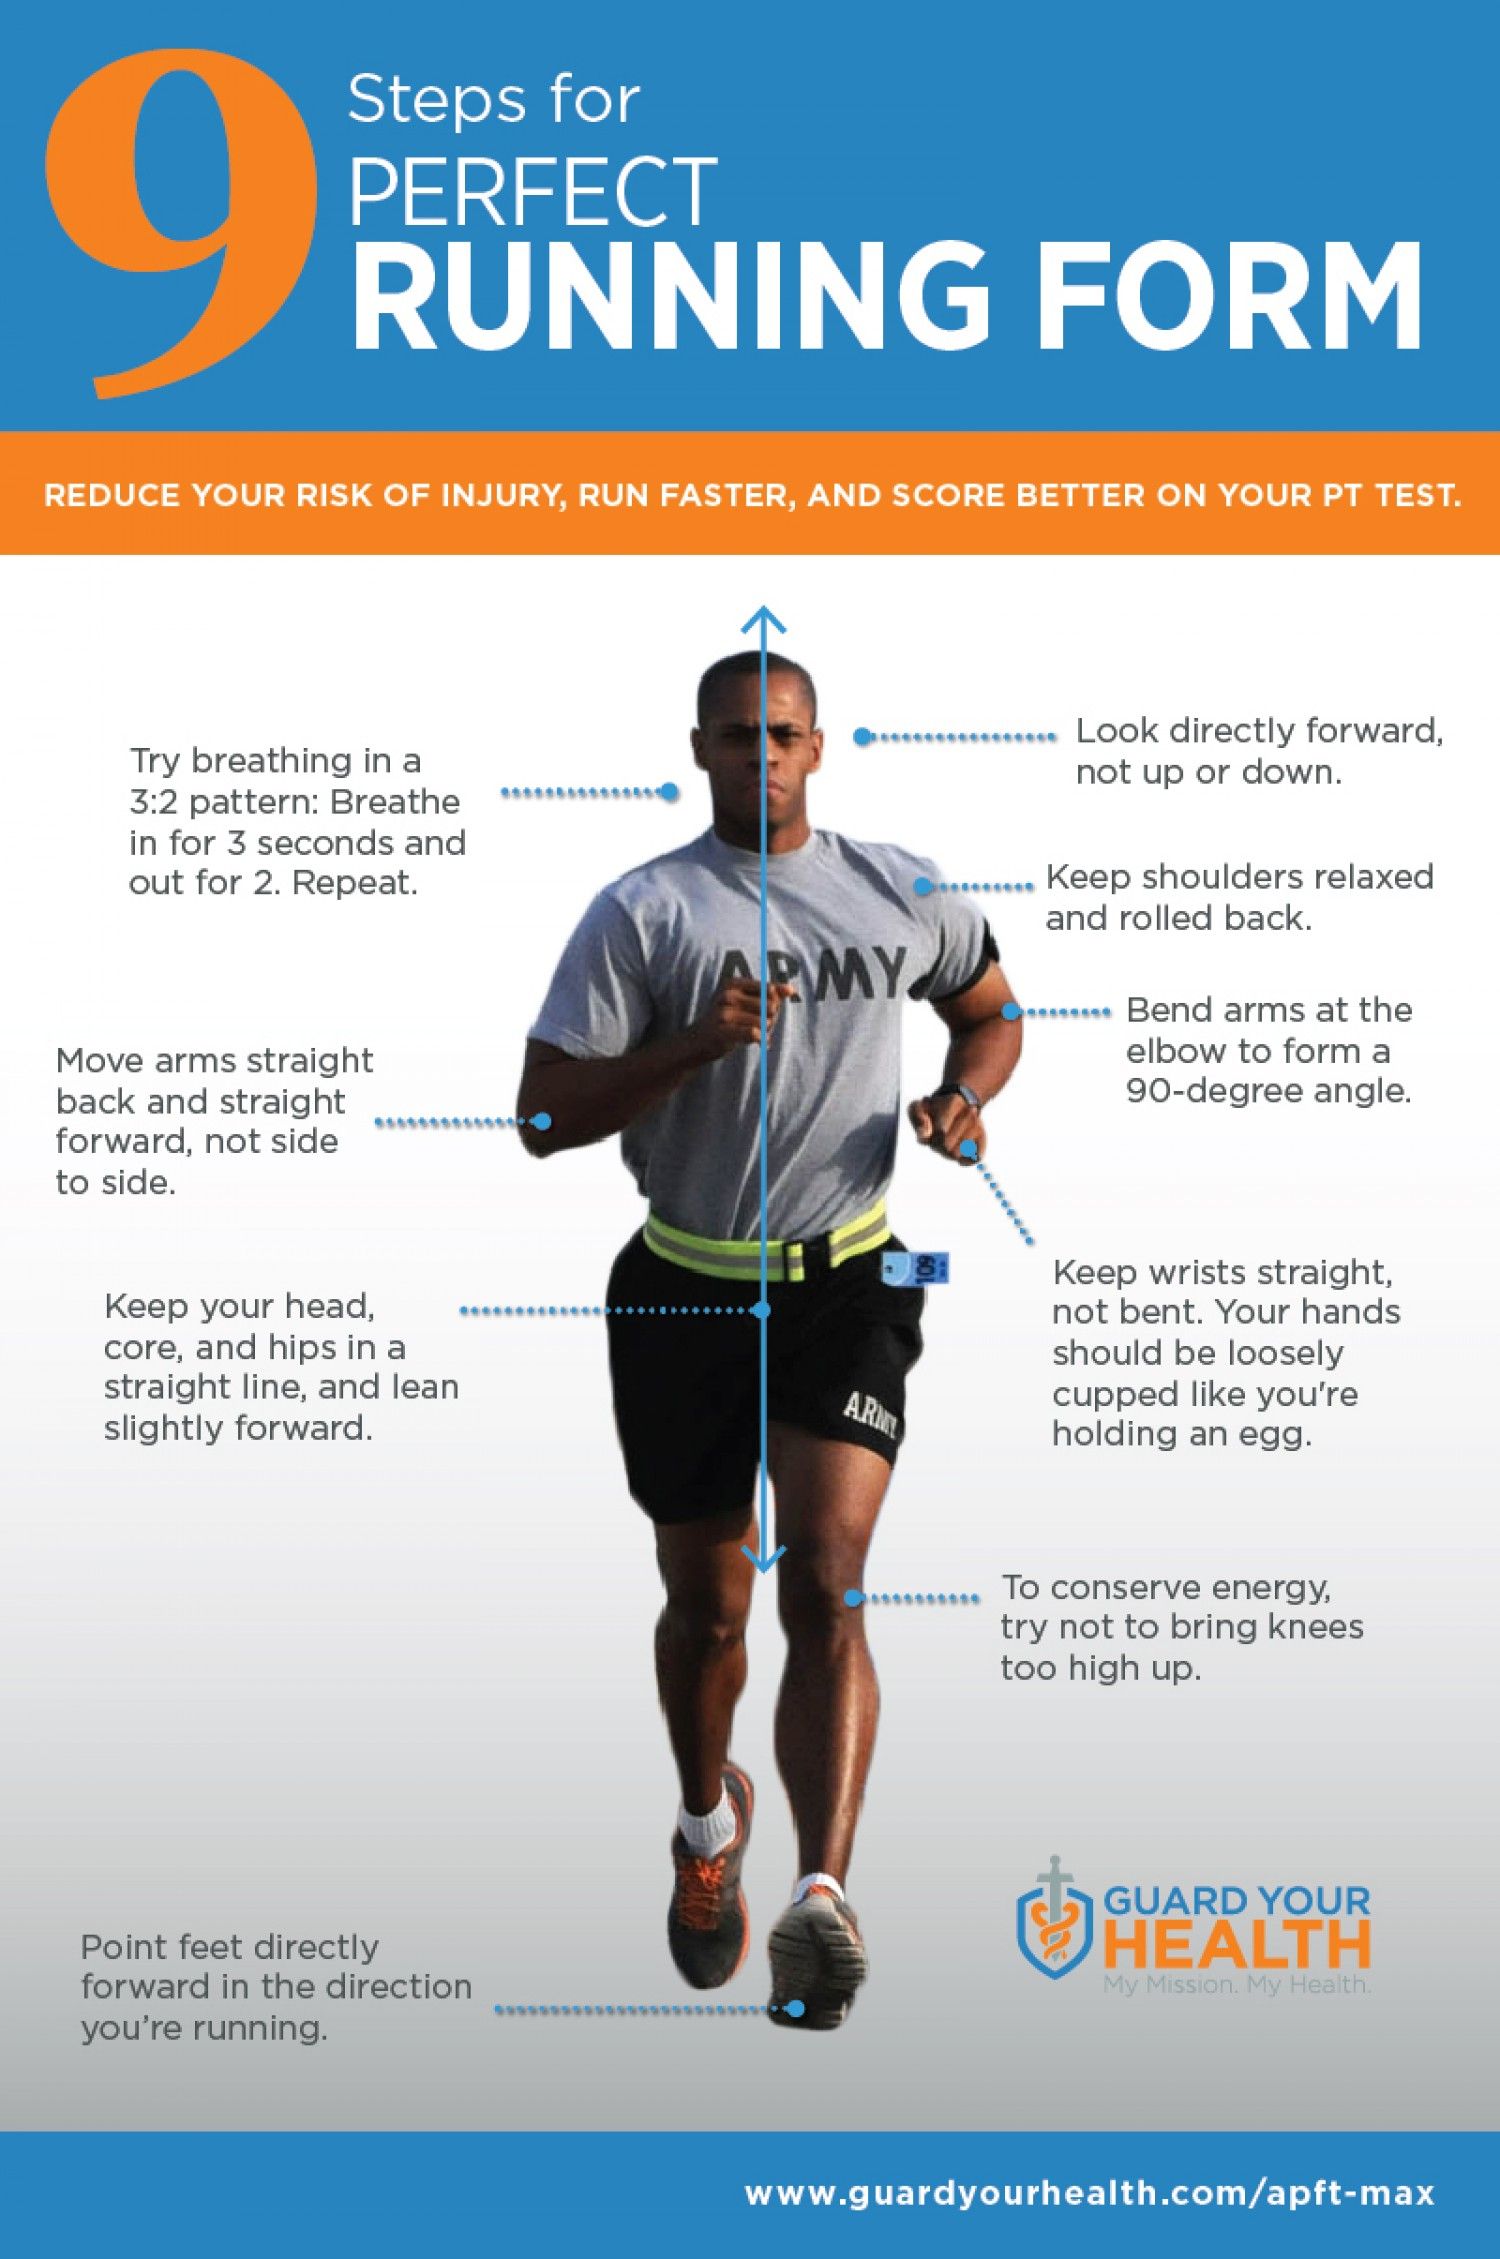 9
Steps for
PERFECT
RUNNING FORM
REDUCE YOUR RISK OF INJURY, RUN FASTER, AND SCORE BETTER ON YOUR PT TEST.
Try breathing in a
3:2 pattern: Breathe
in for 3 seconds and
out for 2. Repeat.
Look directly forward,
not up or down.
Keep shoulders relaxed
and rolled back.
ARMY
Bend arms at the
elbow to form a
90-degree angle.
Move arms straight
back and straight
forward, not side
to side.
Keep wrists straight,
not bent. Your hands
should be loosely
cupped like you're
holding an egg.
109
Keep your head,
core, and hips in a
straight line, and lean
slightly forward.
ARMY
To conserve energy,
try not to bring knees
too high up.
GUARD YOUR
HEALTH
My Mission. My Health.
Point feet directly
forward in the direction
you're running.
www.guardyourhealth.com/apft-max